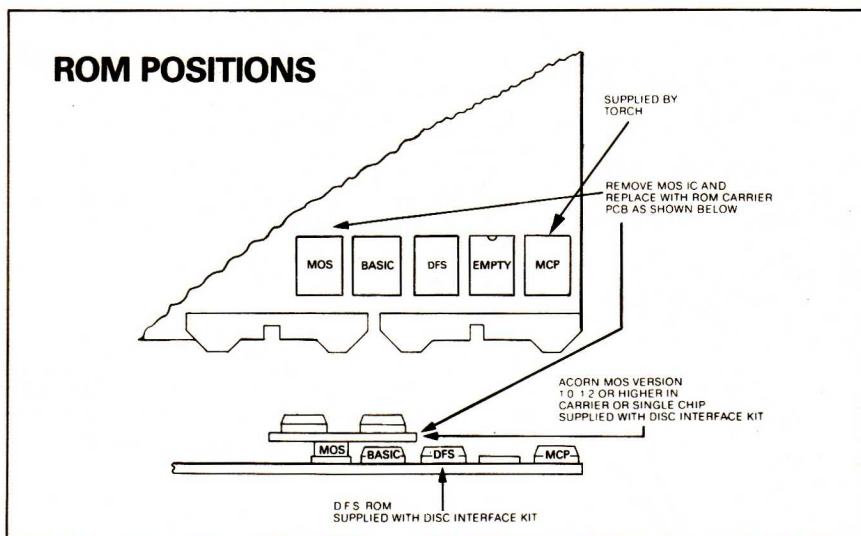 ROM POSITIONS
SUPPLIED BY
TORCH
REMOVE MOS IC AND
REPLACE WITH ROM CARRIER
PCB AS SHOWN BELOW
MOS
BASIC
DFS
EMPTY
MCP
ACORN MOS VERSION
1.0 1.2 OR HIGHER IN
CARRIER OR SINGLE CHIP
SUPPLIED WITH DISC INTERFACE KIT
MOS
BASIC
DFS
MCP
D F S ROM
SUPPLIED WITH DISC INTERFACE KIT